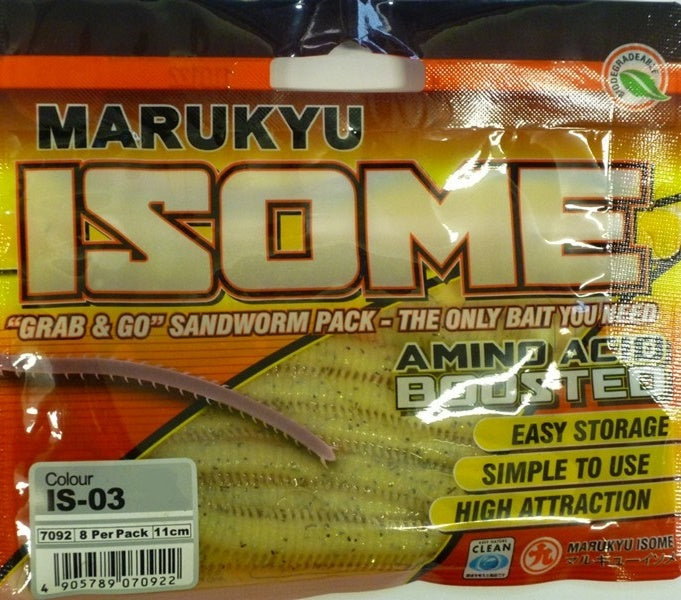 BIODEGRADEABLE
MARUKYU
ISOME
"GRAB & GO" SANDWORM PACK - THE ONLY BAIT YOU NEED
AMINO ACID
BOOSTED
EASY STORAGE
SIMPLE TO USE
HIGH ATTRACTION
Colour
IS-03
7092 8 Per Pack 11cm
4 905789 070922
CLEAN
MARUKYU ISOME
マルキユーイソメ